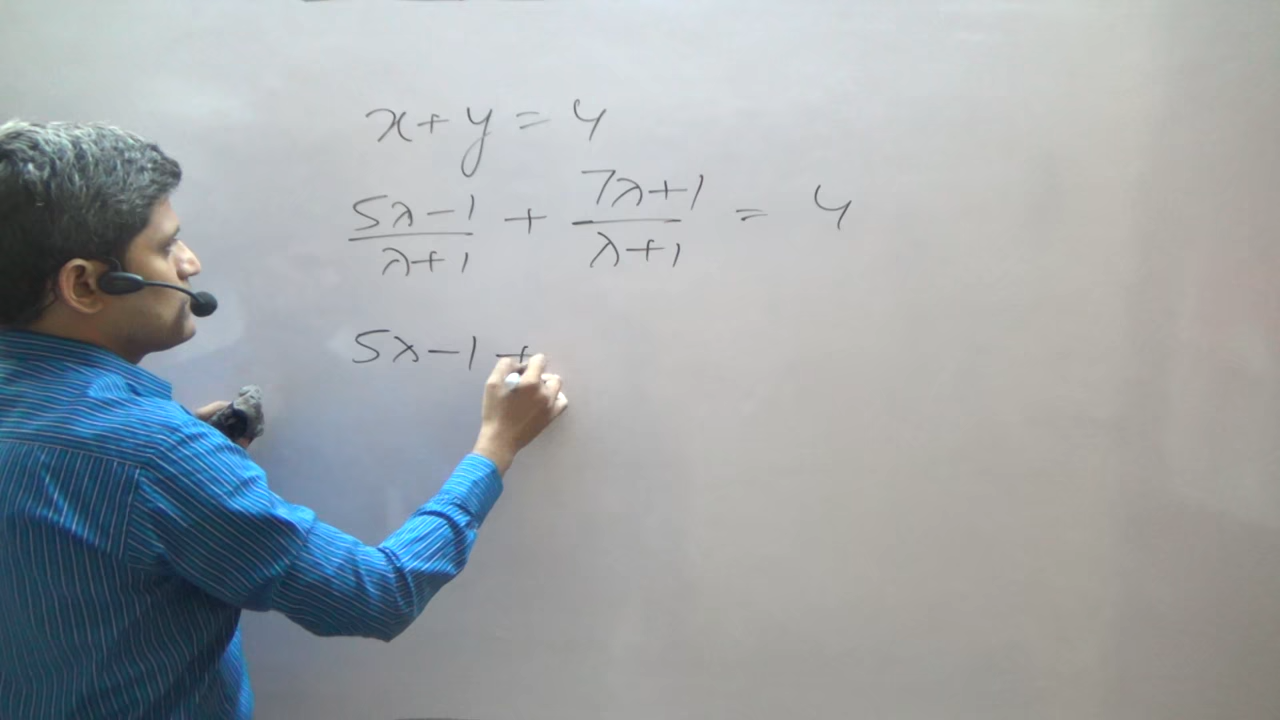 x + y = 4
5λ-1/λ+1 + 7λ+1/λ+1 = 4
5λ-1 +